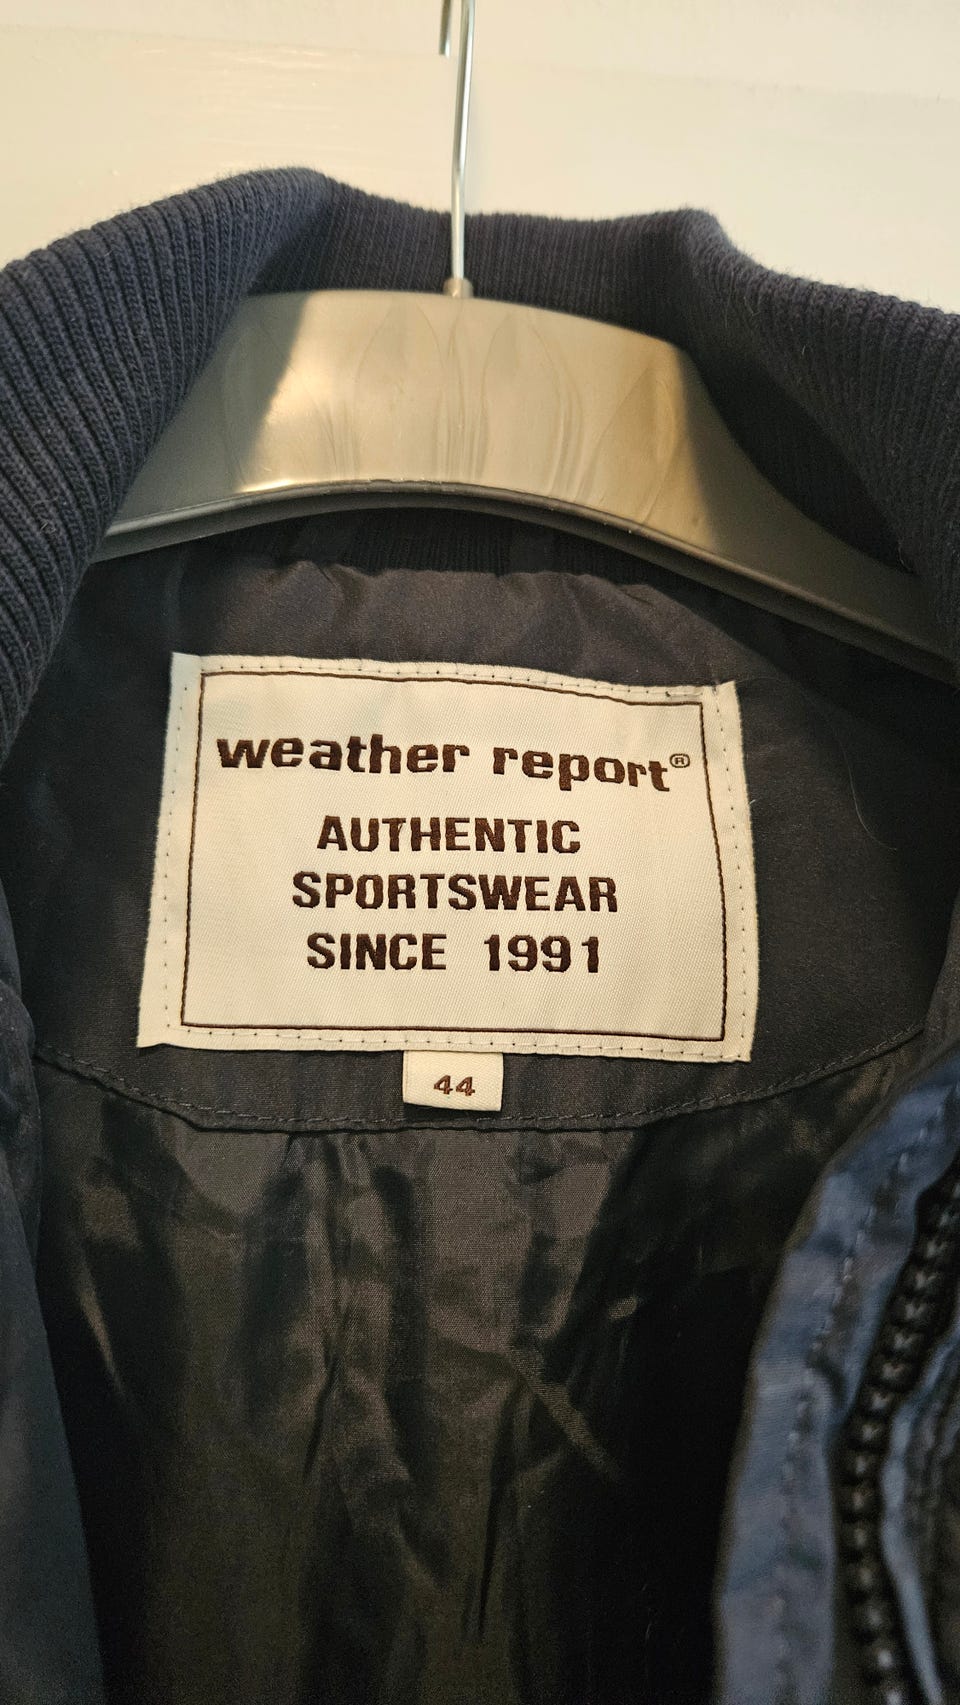 weather report®
AUTHENTIC
SPORTSWEAR
SINCE 1991
44